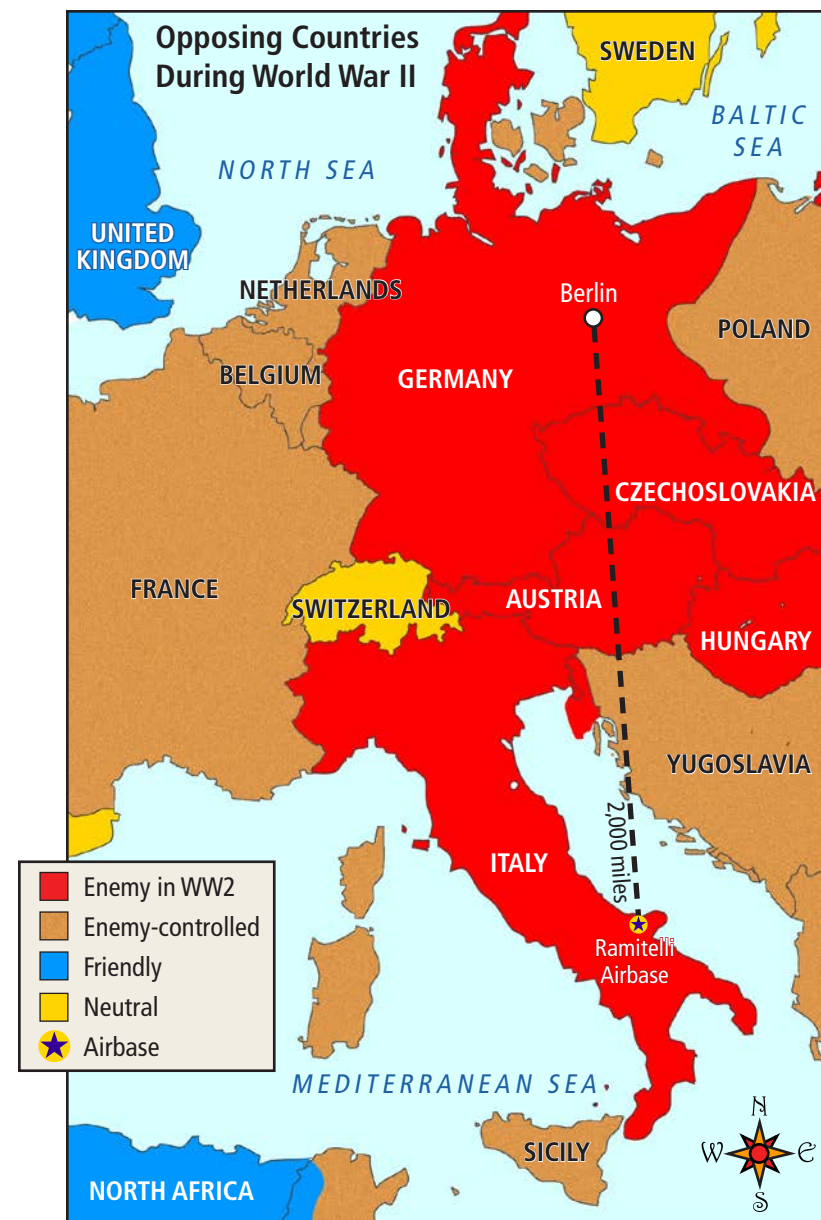 Opposing Countries
During World War II
SWEDEN
BALTIC
SEA
NORTH SEA
UNITED
KINGDOM
NETHERLANDS
Berlin
POLAND
BELGIUM
GERMANY
CZECHOSLOVAKIA
FRANCE
SWITZERLAND
AUSTRIA
HUNGARY
YUGOSLAVIA
2,000 miles
ITALY
Enemy in WW2
Enemy-controlled
Friendly
Neutral
Airbase
Ramitelli
Airbase
MEDITERRANEAN SEA
SICILY
NORTH AFRICA
N
W E
S